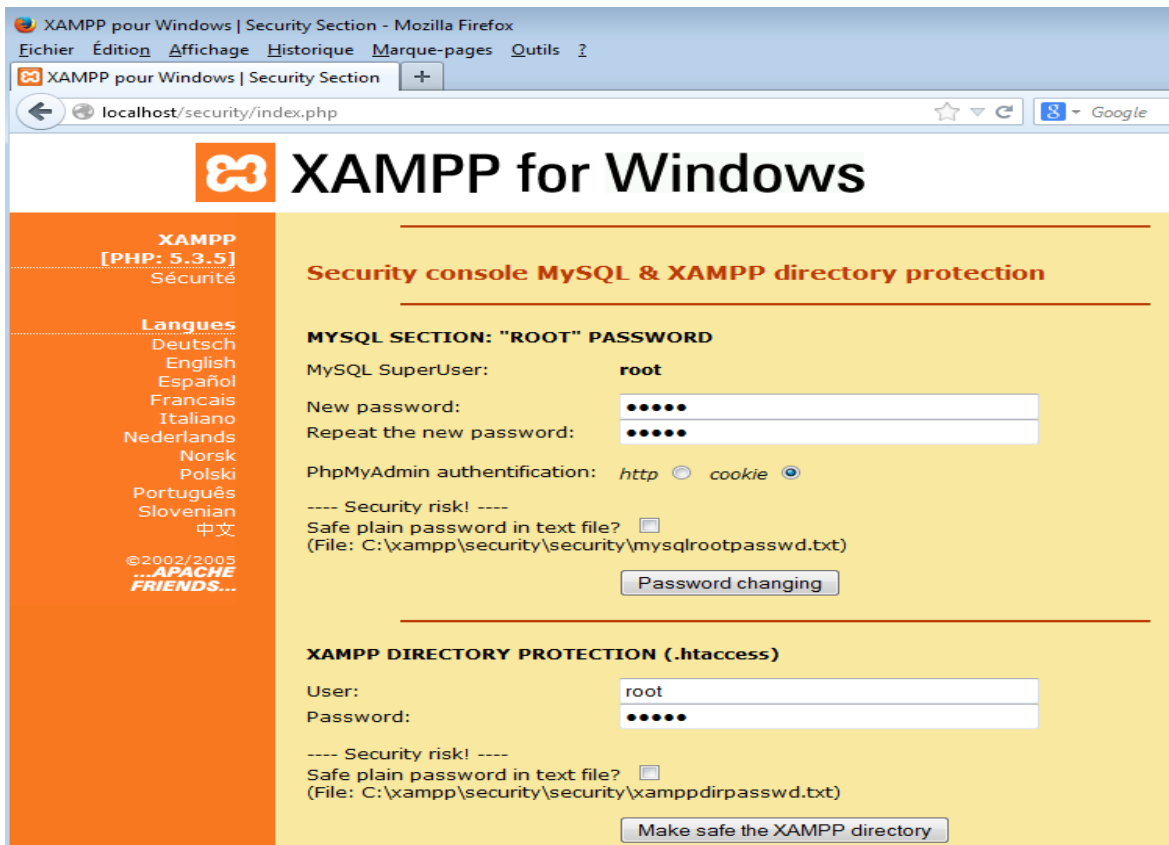 XAMPP pour Windows | Security Section - Mozilla Firefox
Fichier Édition Affichage Historique Marque-pages Outils ?
XAMPP pour Windows | Security Section +
localhost/security/index.php
8 Google
XAMPP for Windows
XAMPP
[PHP: 5.3.5]
Sécurité
Langues
Deutsch
English
Español
Francais
Italiano
Nederlands
Norsk
Polski
Português
Slovenian
中文
©2002/2005
...APACHE
FRIENDS...
Security console MySQL & XAMPP directory protection
MYSQL SECTION: "ROOT" PASSWORD
MySQL SuperUser: root
New password: •••••
Repeat the new password: •••••
PhpMyAdmin authentification: http cookie
---- Security risk! ----
Safe plain password in text file?
(File: C:\xampp\security\security\mysqlrootpasswd.txt)
Password changing
XAMPP DIRECTORY PROTECTION (.htaccess)
User: root
Password: •••••
---- Security risk! ----
Safe plain password in text file?
(File: C:\xampp\security\security\xamppdirpasswd.txt)
Make safe the XAMPP directory